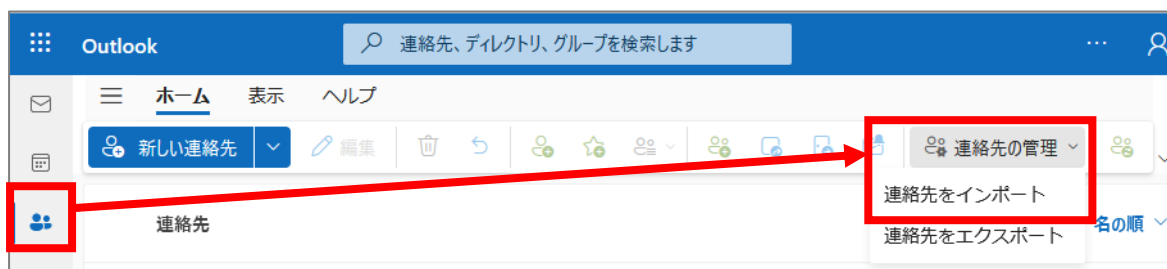 Outlook
連絡先、ディレクトリ、グループを検索します
ホーム 表示 ヘルプ
新しい連絡先 編集 連絡先の管理
連絡先をインポート
連絡先 名の順
連絡先をエクスポート